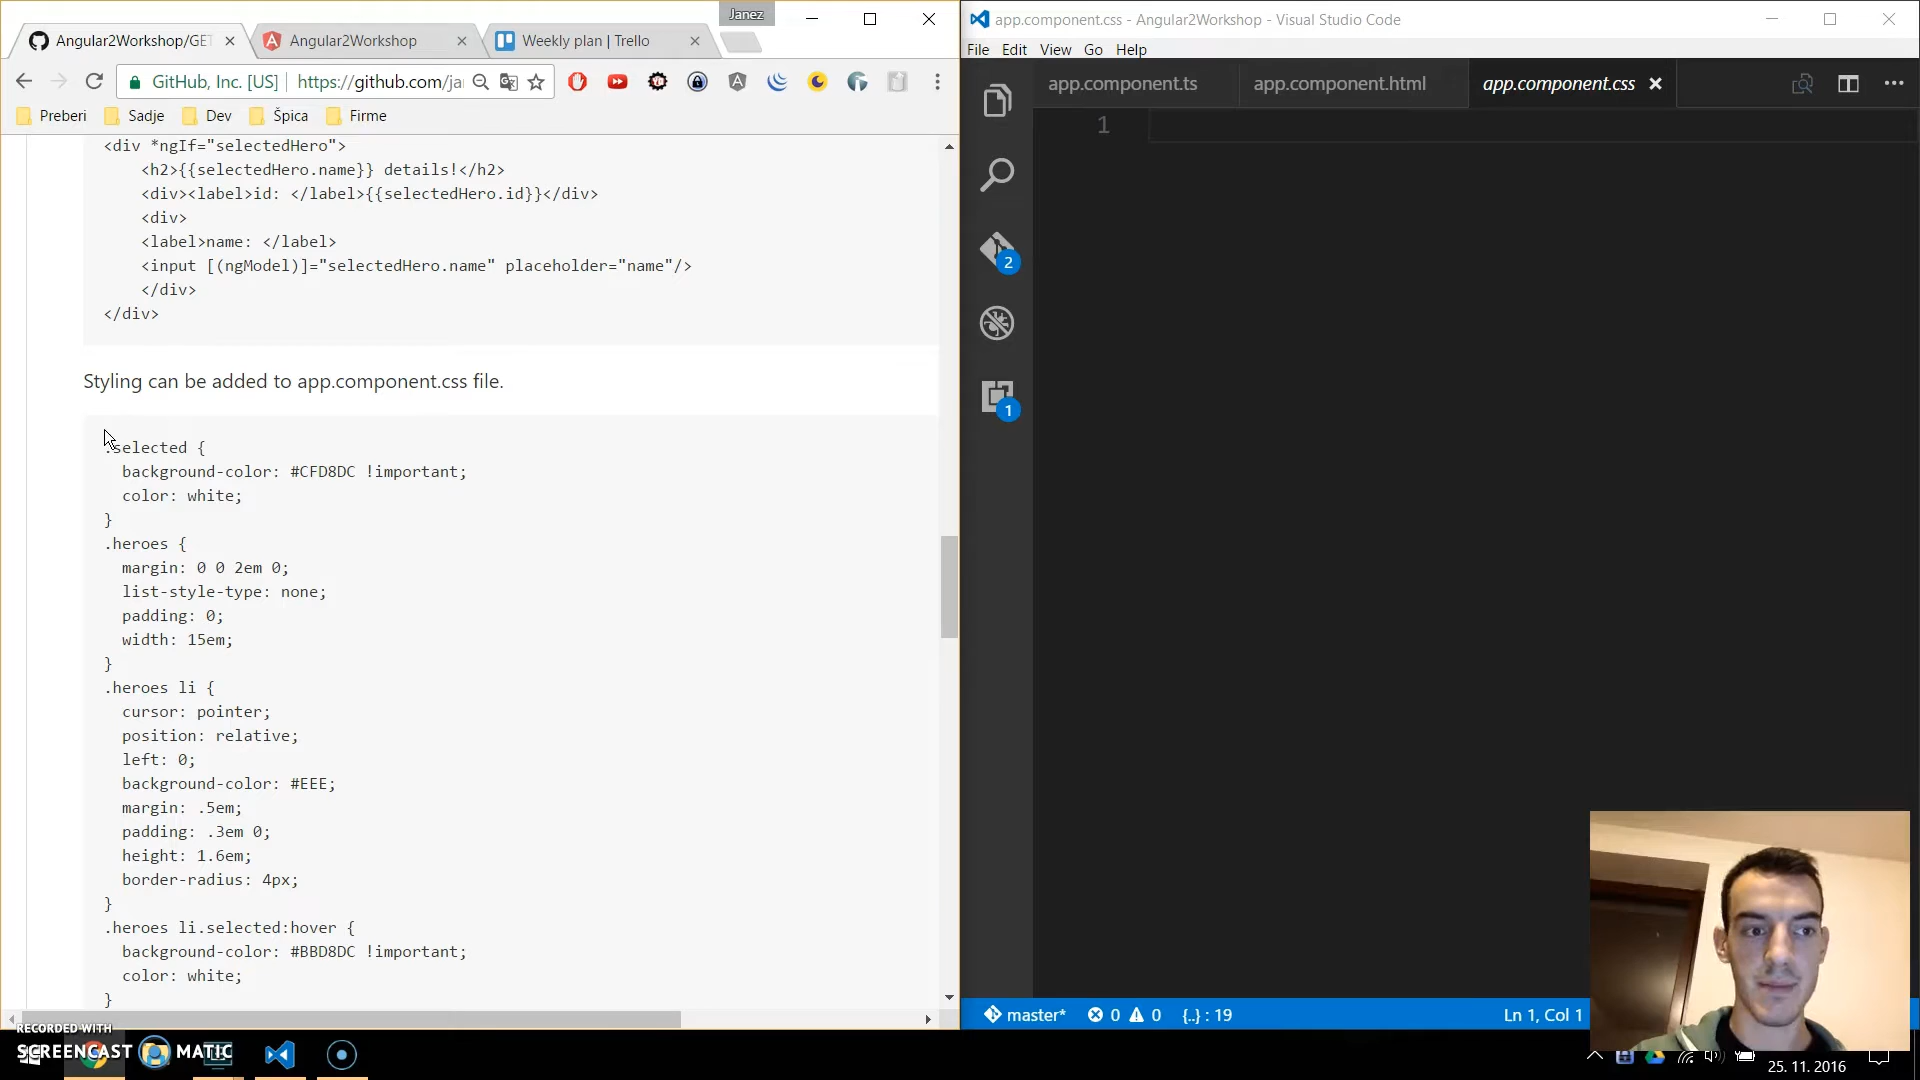 Janez
Angular2Workshop/GET
Angular2Workshop
Weekly plan | Trello
GitHub, Inc. [US]
https://github.com/ja
Preberi
Sadje
Dev
Špica
Firme
<div *ngIf="selectedHero">
<h2>{{selectedHero.name}} details!</h2>
<div><label>id: </label>{{selectedHero.id}}</div>
<div>
<label>name: </label>
<input [(ngModel)]="selectedHero.name" placeholder="name"/>
</div>
</div>
Styling can be added to app.component.css file.
.selected {
background-color: #CFD8DC !important;
color: white;
}
.heroes {
margin: 0 0 2em 0;
list-style-type: none;
padding: 0;
width: 15em;
}
.heroes li {
cursor: pointer;
position: relative;
left: 0;
background-color: #EEE;
margin: .5em;
padding: .3em 0;
height: 1.6em;
border-radius: 4px;
}
.heroes li.selected:hover {
background-color: #BBD8DC !important;
color: white;
}
app.component.css - Angular2Workshop - Visual Studio Code
File Edit View Go Help
app.component.ts
app.component.html
app.component.css
1
2
1
master*
0
0
{..} : 19
Ln 1, Col 1
RECORDED WITH
SCREENCAST MATIC
25. 11. 2016